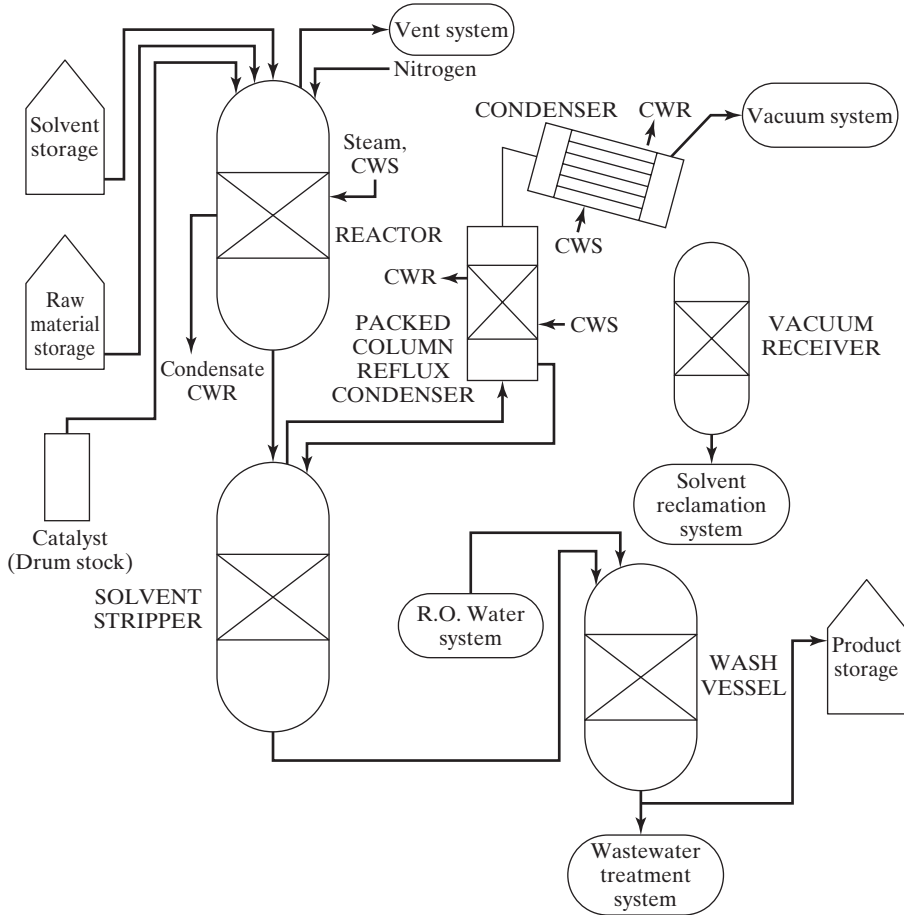 Vent system
Nitrogen
Solvent
storage
Steam,
CWS
REACTOR
Raw
material
storage
Condensate
CWR
Catalyst
(Drum stock)
CONDENSER
CWR
Vacuum system
CWS
CWR
CWS
PACKED
COLUMN
REFLUX
CONDENSER
VACUUM
RECEIVER
Solvent
reclamation
system
SOLVENT
STRIPPER
R.O. Water
system
WASH
VESSEL
Product
storage
Wastewater
treatment
system